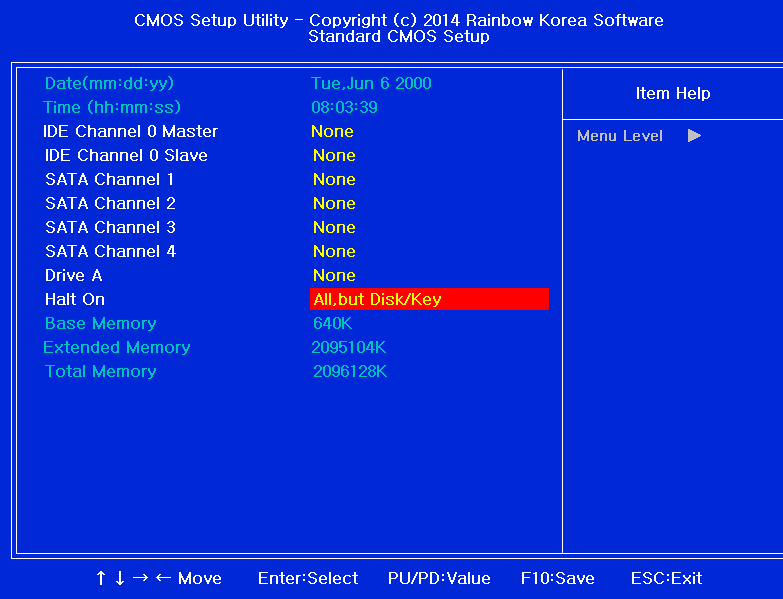 CMOS Setup Utility - Copyright (c) 2014 Rainbow Korea Software
Standard CMOS Setup
Date(mm:dd:yy) Tue,Jun 6 2000
Time (hh:mm:ss) 08:03:39
IDE Channel 0 Master None
IDE Channel 0 Slave None
SATA Channel 1 None
SATA Channel 2 None
SATA Channel 3 None
SATA Channel 4 None
Drive A None
Halt On All,but Disk/Key
Base Memory 640K
Extended Memory 2095104K
Total Memory 2096128K
Item Help
Menu Level ▶
↑ ↓ → ← Move Enter:Select PU/PD:Value F10:Save ESC:Exit